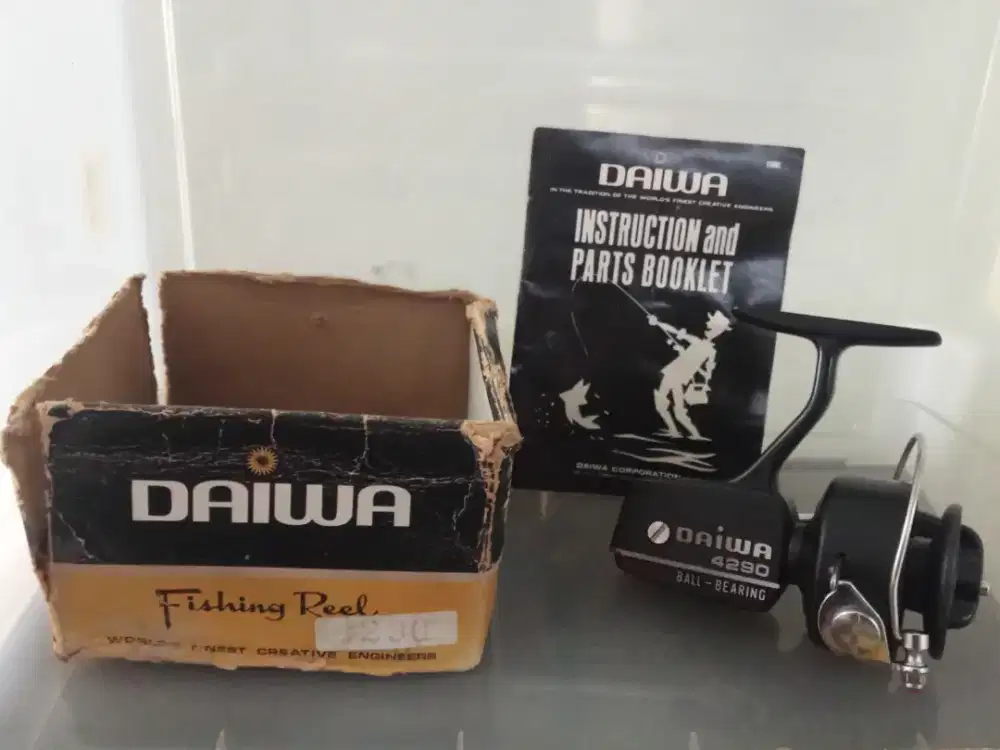 DAIWA
Fishing Reel
FINEST CREATIVE ENGINEERS
DAIWA
IN THE TRADITION OF THE WORLD'S FINEST CREATIVE ENGINEERS
INSTRUCTION and
PARTS BOOKLET
DAIWA CORPORATION
DAIWA
4290
BALL-BEARING